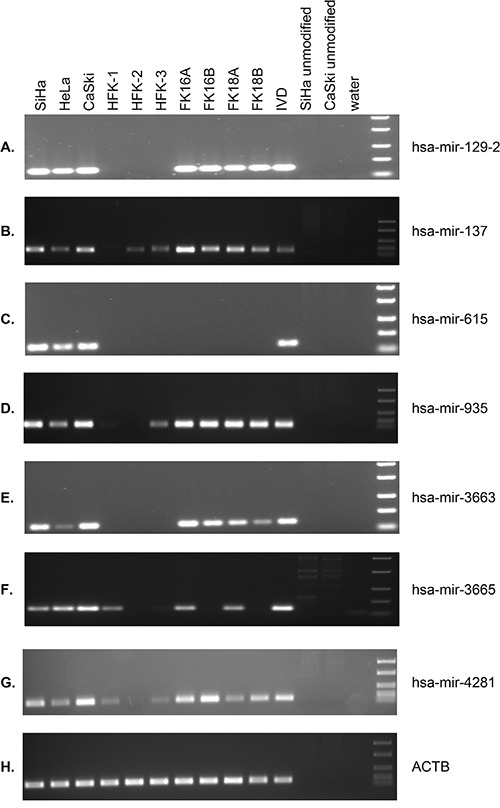 SiHa
HeLa
CaSki
HFK-1
HFK-2
HFK-3
FK16A
FK16B
FK18A
FK18B
IVD
SiHa unmodified
CaSki unmodified
water
A. hsa-mir-129-2
B. hsa-mir-137
C. hsa-mir-615
D. hsa-mir-935
E. hsa-mir-3663
F. hsa-mir-3665
G. hsa-mir-4281
H. ACTB